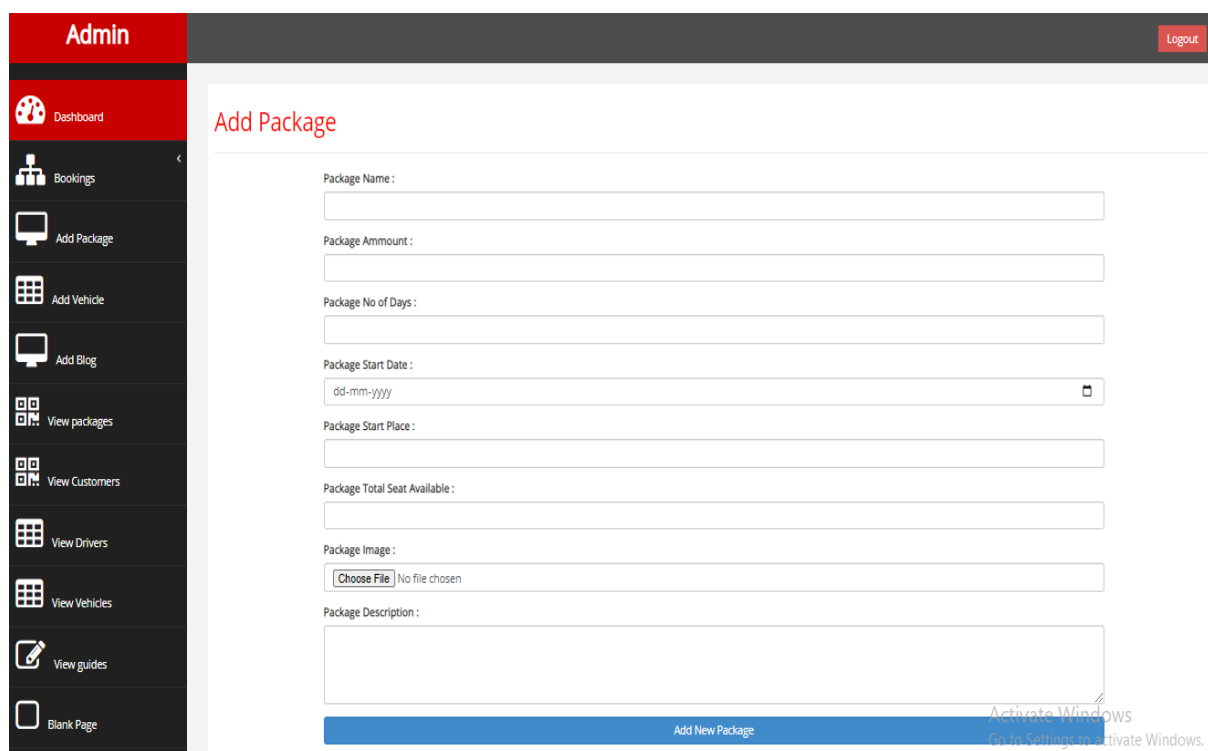 Admin
Logout
Dashboard
Bookings
Add Package
Add Vehicle
Add Blog
View packages
View Customers
View Drivers
View Vehicles
View guides
Blank Page
Add Package
Package Name :
Package Ammount :
Package No of Days :
Package Start Date :
dd-mm-yyyy
Package Start Place :
Package Total Seat Available :
Package Image :
Choose File No file chosen
Package Description :
Add New Package
Activate Windows
Go to Settings to activate Windows.